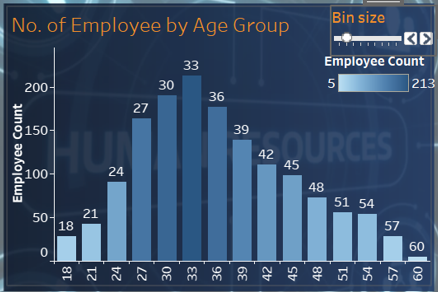 No. of Employee by Age Group
Bin size
Employee Count
5 213
Employee Count
200
150
100
50
0
18 21 24 27 30 33 36 39 42 45 48 51 54 57 60
18 21 24 27 30 33 36 39 42 45 48 51 54 57 60
HUMAN RESOURCES